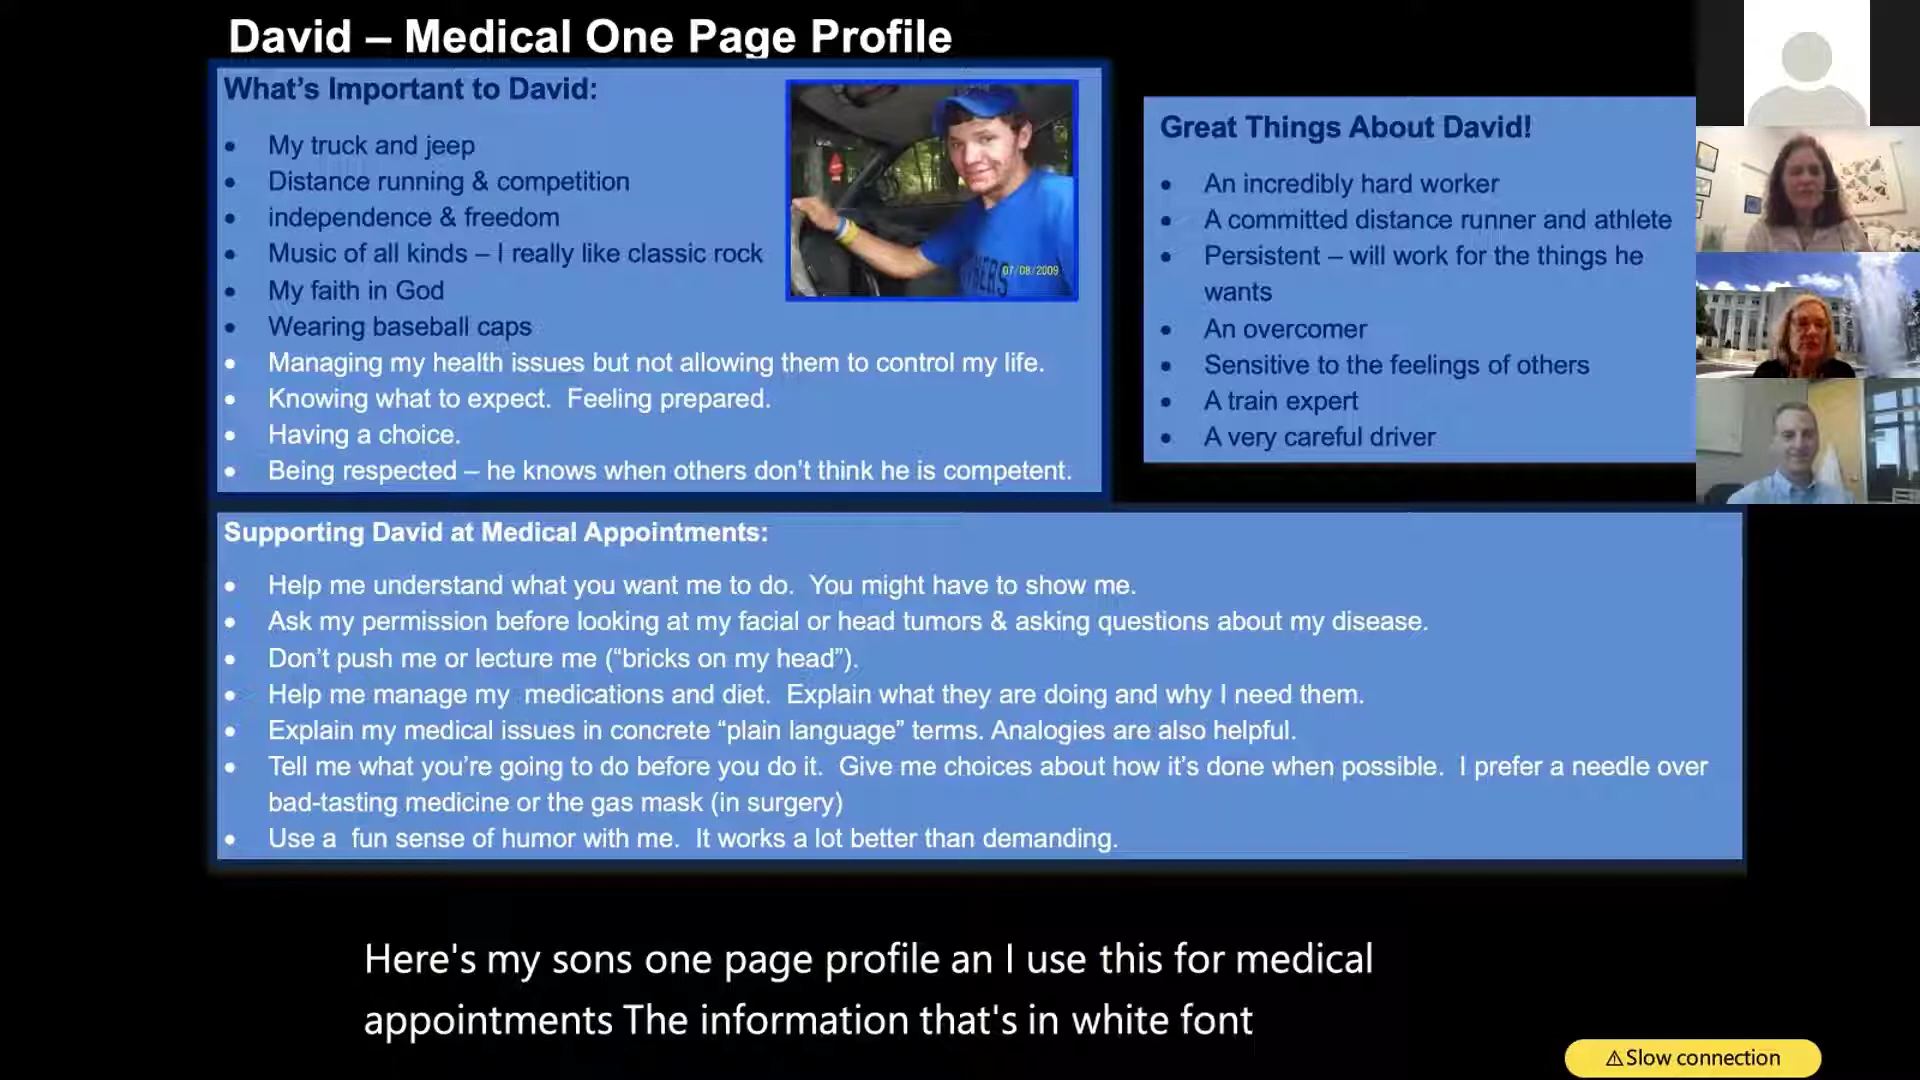 David – Medical One Page Profile
What's Important to David:
• My truck and jeep
• Distance running & competition
• independence & freedom
• Music of all kinds – I really like classic rock
• My faith in God
• Wearing baseball caps
• Managing my health issues but not allowing them to control my life.
• Knowing what to expect.  Feeling prepared.
• Having a choice.
• Being respected – he knows when others don't think he is competent.
07/08/2009
Great Things About David!
• An incredibly hard worker
• A committed distance runner and athlete
• Persistent – will work for the things he
wants
• An overcomer
• Sensitive to the feelings of others
• A train expert
• A very careful driver
Supporting David at Medical Appointments:
• Help me understand what you want me to do.  You might have to show me.
• Ask my permission before looking at my facial or head tumors & asking questions about my disease.
• Don't push me or lecture me (“bricks on my head”).
• Help me manage my  medications and diet.  Explain what they are doing and why I need them.
• Explain my medical issues in concrete “plain language” terms. Analogies are also helpful.
• Tell me what you're going to do before you do it.  Give me choices about how it's done when possible.  I prefer a needle over
bad-tasting medicine or the gas mask (in surgery)
• Use a  fun sense of humor with me.  It works a lot better than demanding.
Here's my sons one page profile an I use this for medical
appointments The information that's in white font
⚠Slow connection